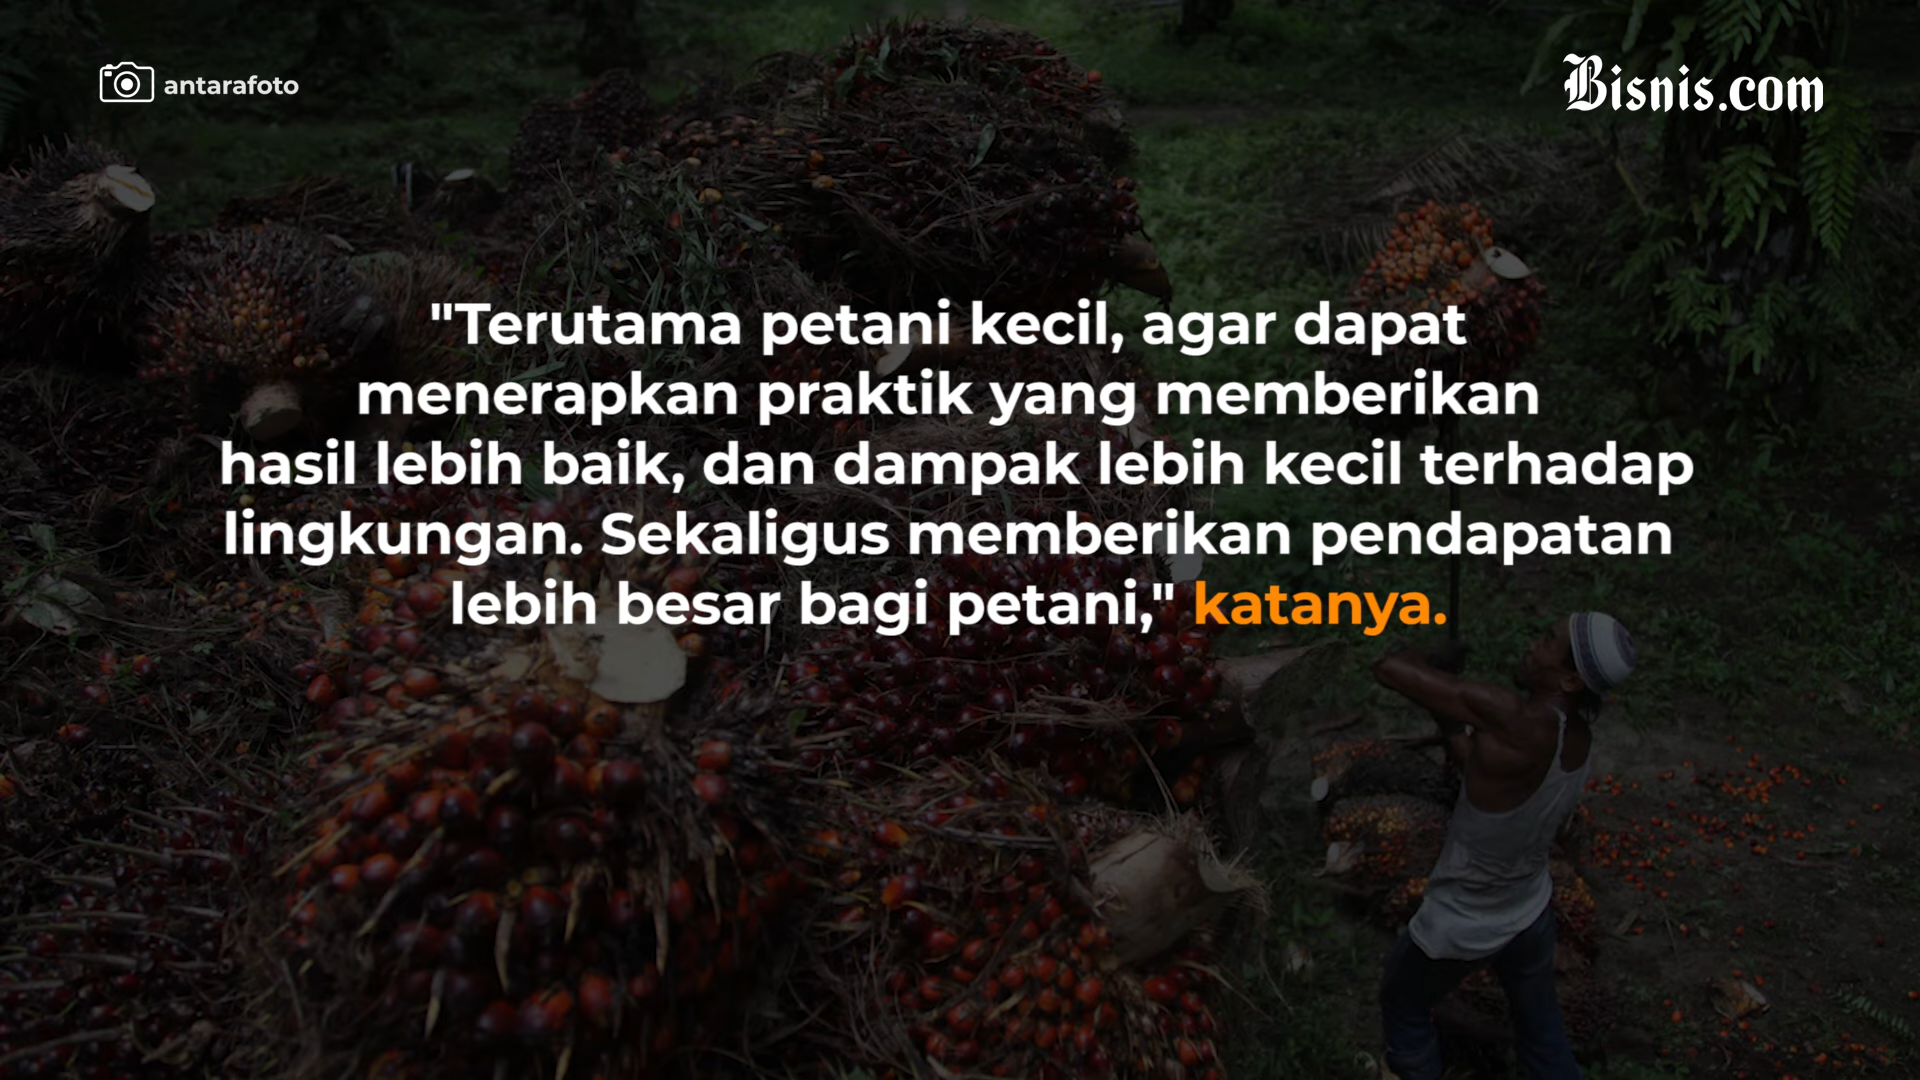 antarafoto
Bisnis.com
"Terutama petani kecil, agar dapat
menerapkan praktik yang memberikan
hasil lebih baik, dan dampak lebih kecil terhadap
lingkungan. Sekaligus memberikan pendapatan
lebih besar bagi petani," katanya.